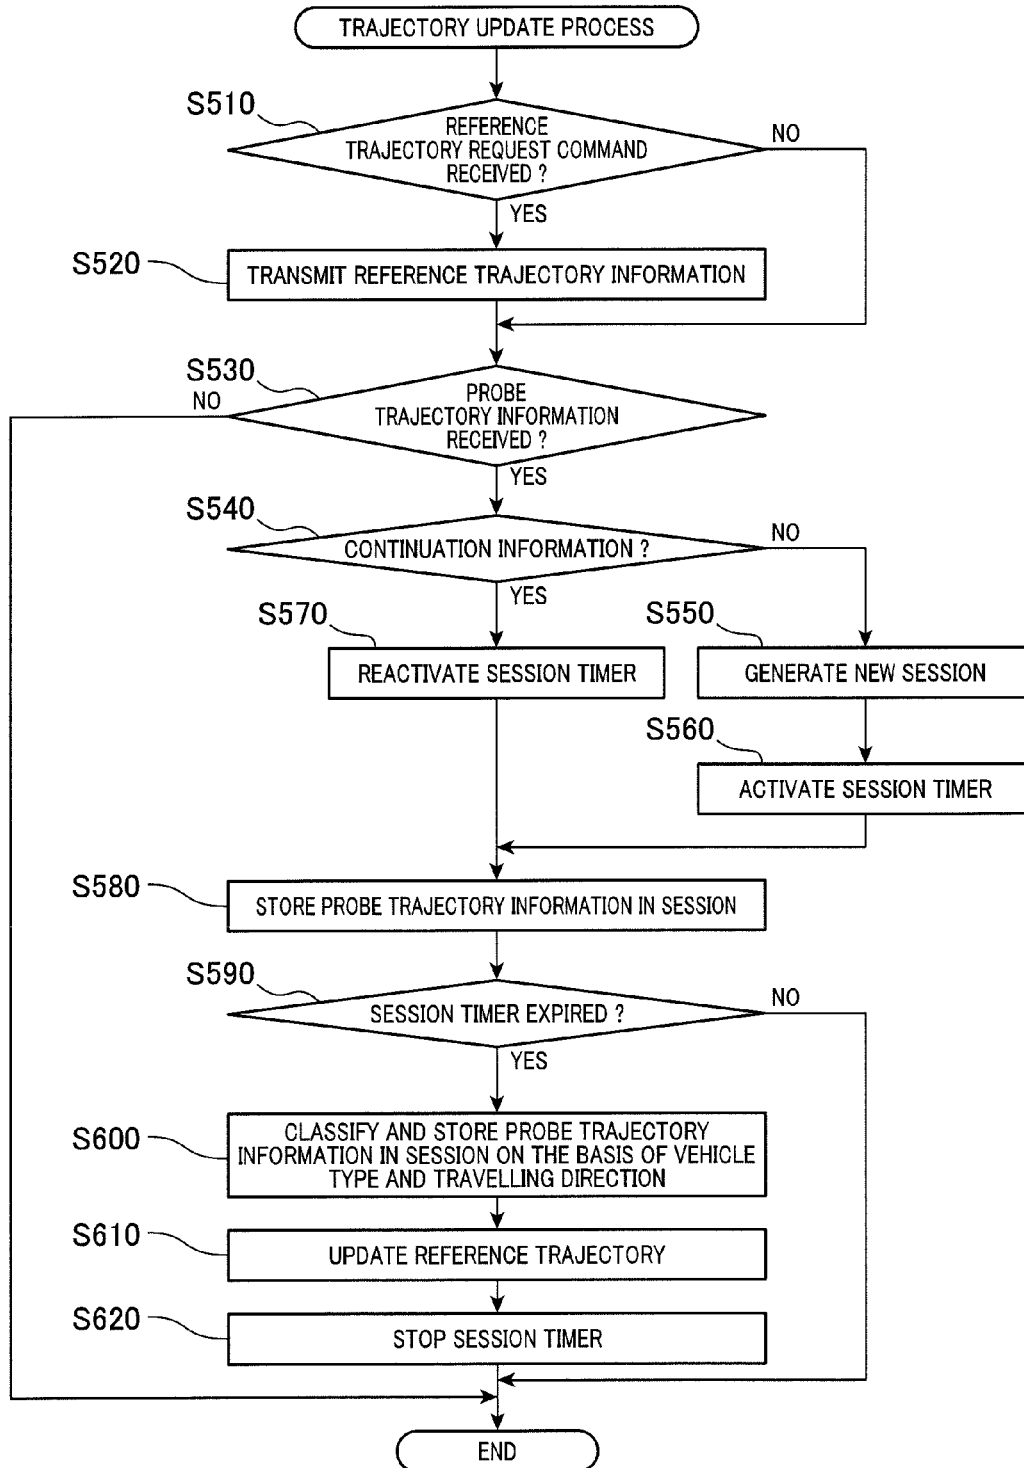 TRAJECTORY UPDATE PROCESS
S510
REFERENCE
TRAJECTORY REQUEST COMMAND
RECEIVED ?
NO
YES
S520
TRANSMIT REFERENCE TRAJECTORY INFORMATION
S530
NO
PROBE
TRAJECTORY INFORMATION
RECEIVED ?
YES
S540
CONTINUATION INFORMATION ?
NO
YES
S570
REACTIVATE SESSION TIMER
S550
GENERATE NEW SESSION
S560
ACTIVATE SESSION TIMER
S580
STORE PROBE TRAJECTORY INFORMATION IN SESSION
S590
SESSION TIMER EXPIRED ?
NO
YES
S600
CLASSIFY AND STORE PROBE TRAJECTORY
INFORMATION IN SESSION ON THE BASIS OF VEHICLE
TYPE AND TRAVELLING DIRECTION
S610
UPDATE REFERENCE TRAJECTORY
S620
STOP SESSION TIMER
END